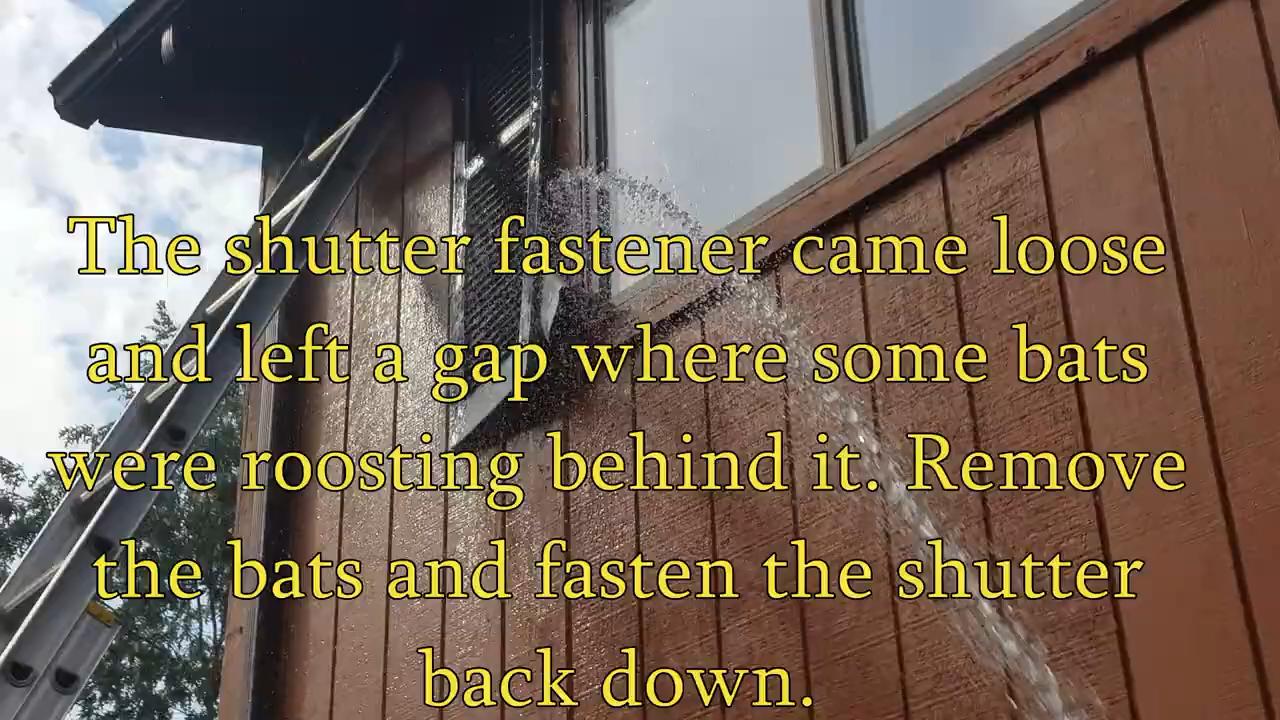 The shutter fastener came loose
and left a gap where some bats
were roosting behind it. Remove
the bats and fasten the shutter
back down.